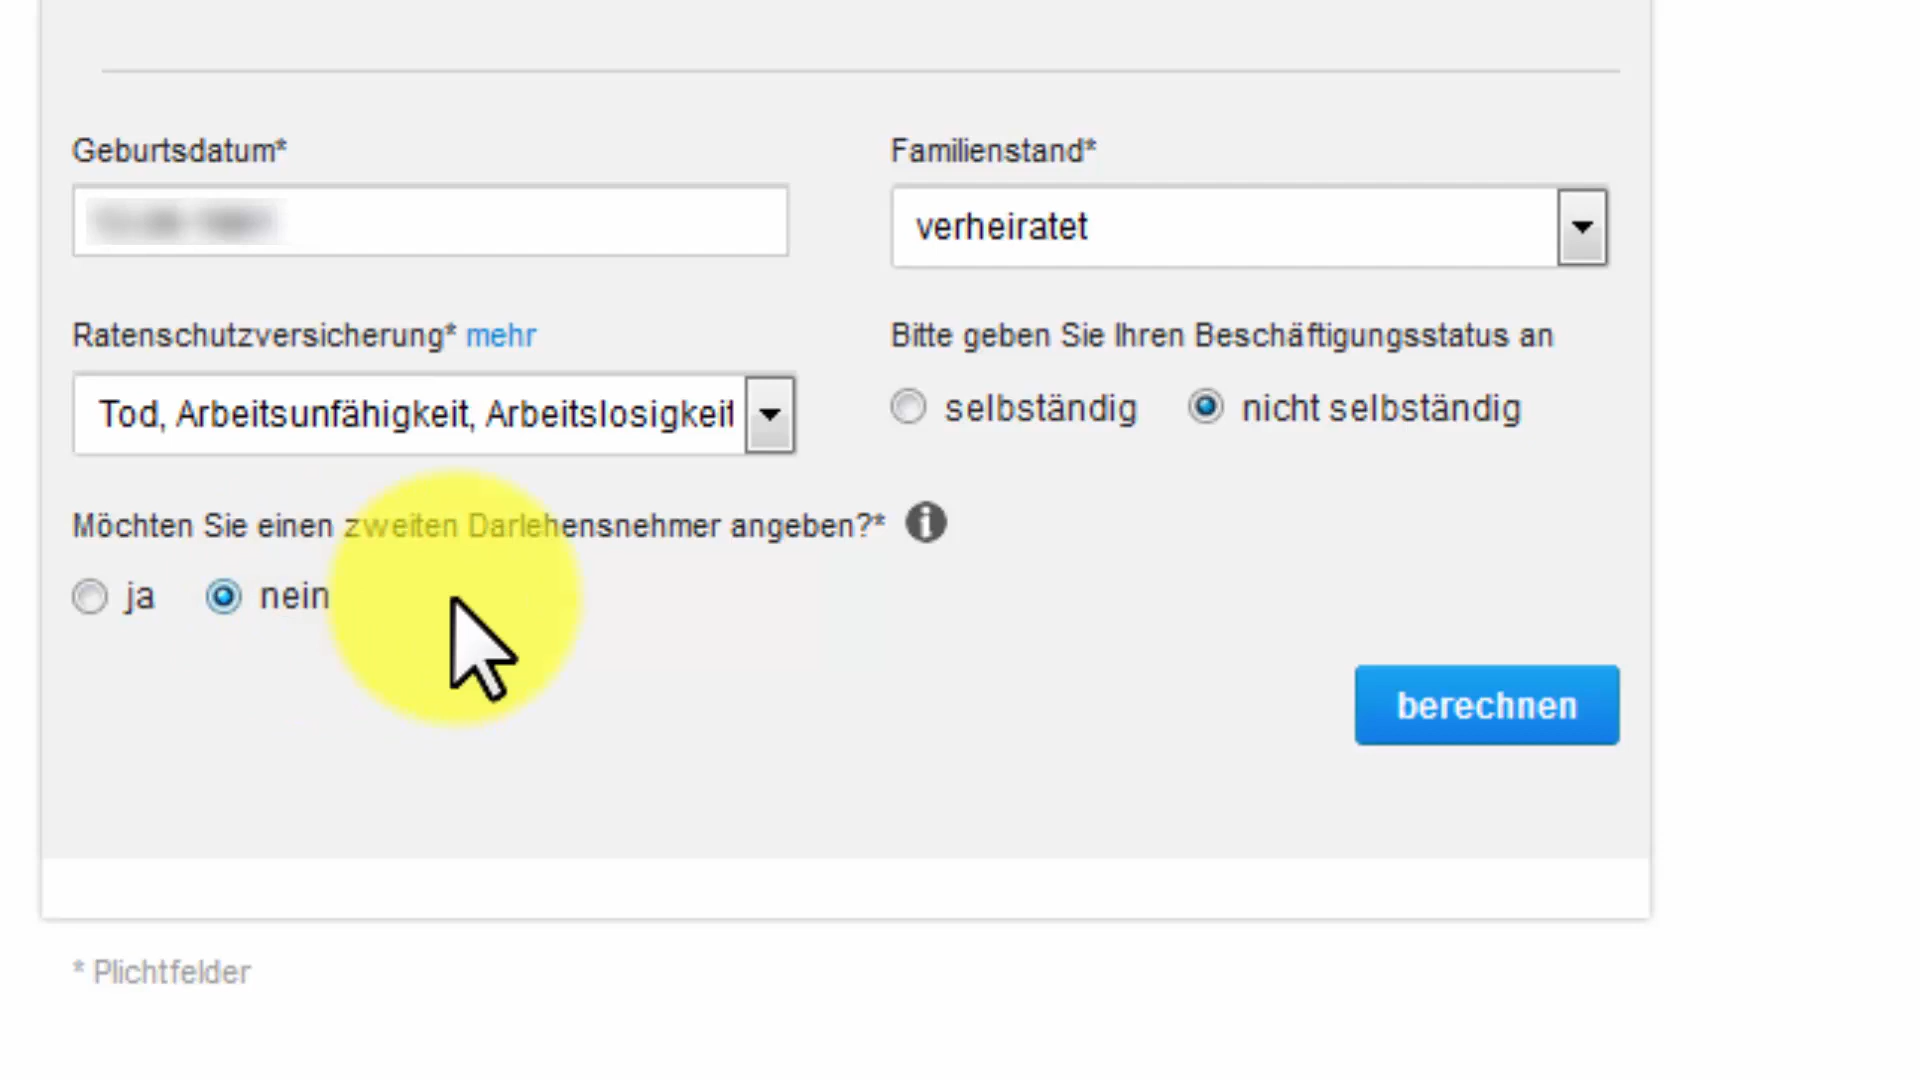 Geburtsdatum*
Familienstand*
verheiratet
Ratenschutzversicherung* mehr
Bitte geben Sie Ihren Beschäftigungsstatus an
Tod, Arbeitsunfähigkeit, Arbeitslosigkeit
selbständig nicht selbständig
Möchten Sie einen zweiten Darlehensnehmer angeben?*
ja nein
berechnen
* Plichtfelder